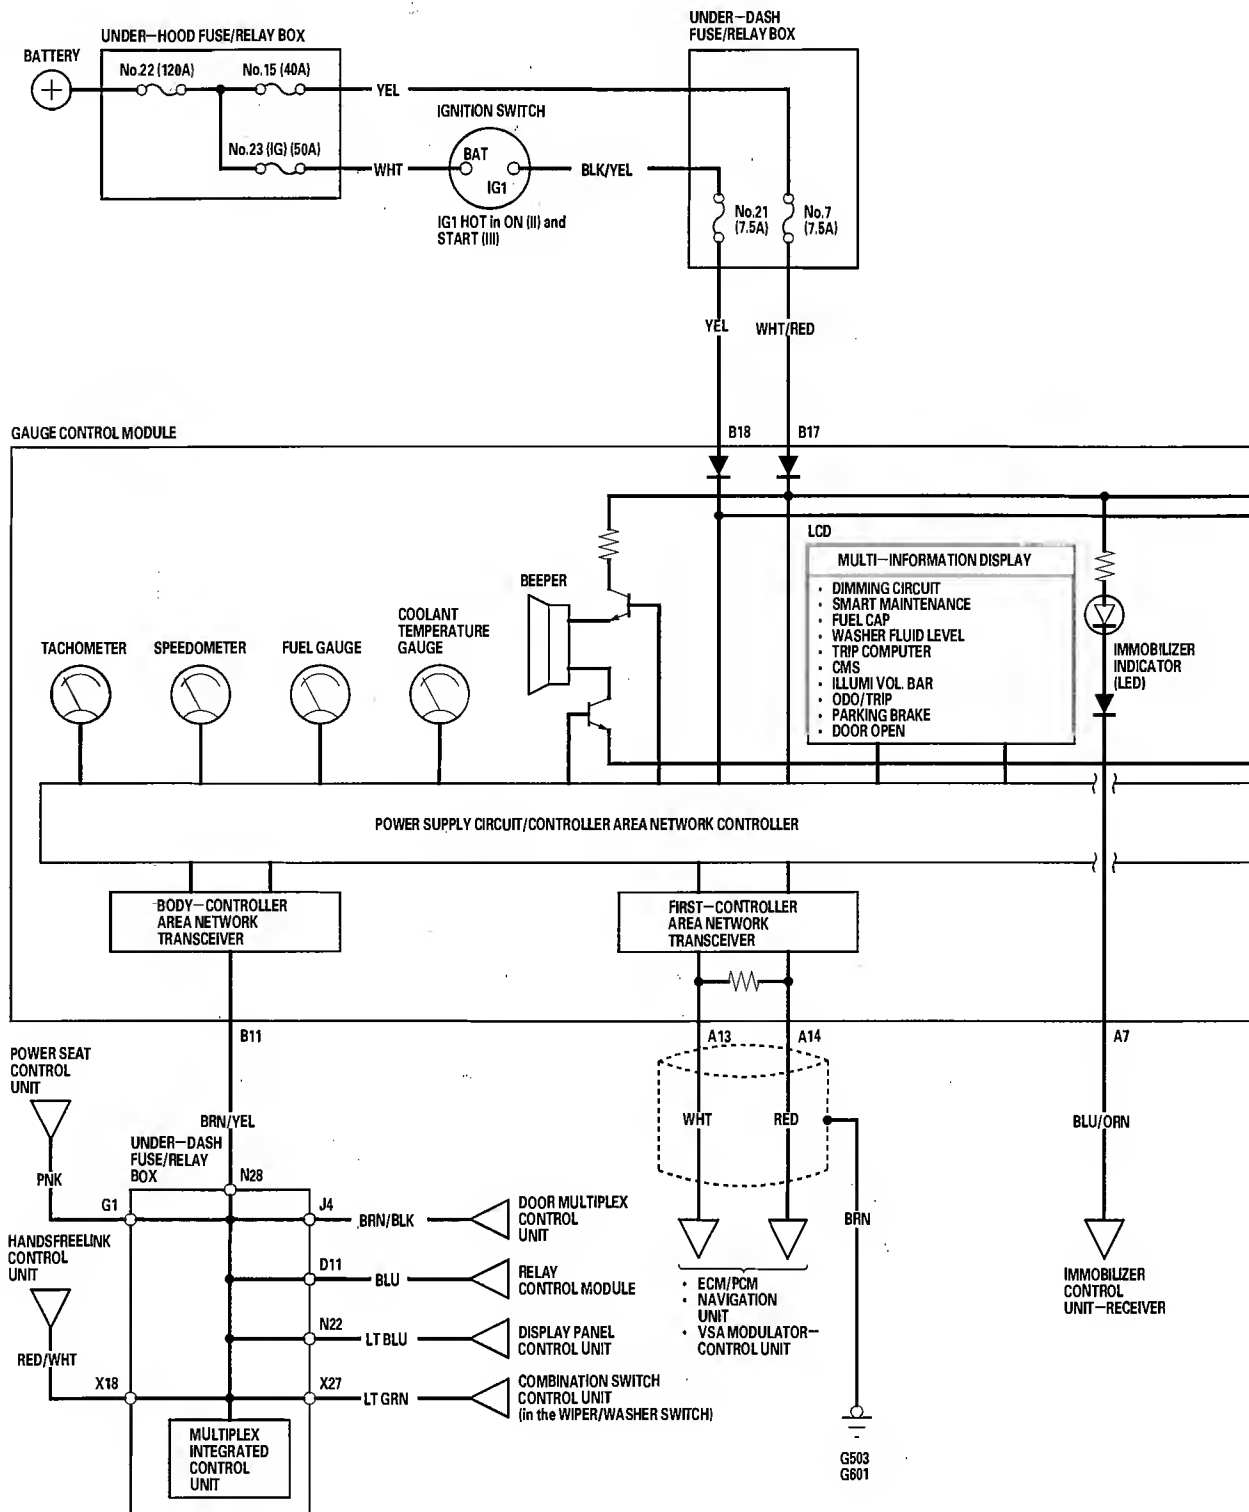 UNDER-DASH
FUSE/RELAY BOX
UNDER-HOOD FUSE/RELAY BOX
BATTERY
No.22 (120A)
No.15 (40A)
YEL
IGNITION SWITCH
No.23 (IG) (50A)
WHT
BAT
IG1
BLK/YEL
IG1 HOT in ON (II) and
START (III)
No.21
(7.5A)
No.7
(7.5A)
YEL
WHT/RED
GAUGE CONTROL MODULE
B18
B17
LCD
MULTI-INFORMATION DISPLAY
• DIMMING CIRCUIT
• SMART MAINTENANCE
• FUEL CAP
• WASHER FLUID LEVEL
• TRIP COMPUTER
• CMS
• ILLUMI VOL. BAR
• ODO/TRIP
• PARKING BRAKE
• DOOR OPEN
BEEPER
COOLANT
TEMPERATURE
GAUGE
TACHOMETER
SPEEDOMETER
FUEL GAUGE
IMMOBILIZER
INDICATOR
(LED)
POWER SUPPLY CIRCUIT/CONTROLLER AREA NETWORK CONTROLLER
BODY-CONTROLLER
AREA NETWORK
TRANSCEIVER
FIRST-CONTROLLER
AREA NETWORK
TRANSCEIVER
B11
A13
A14
A7
POWER SEAT
CONTROL
UNIT
BRN/YEL
WHT
RED
BLU/ORN
UNDER-DASH
FUSE/RELAY
BOX
PNK
N28
G1
J4
BRN/BLK
DOOR MULTIPLEX
CONTROL
UNIT
BRN
HANDSFREELINK
CONTROL
UNIT
D11
BLU
RELAY
CONTROL MODULE
• ECM/PCM
• NAVIGATION
UNIT
• VSA MODULATOR-
CONTROL UNIT
IMMOBILIZER
CONTROL
UNIT-RECEIVER
N22
LT BLU
DISPLAY PANEL
CONTROL UNIT
RED/WHT
X18
X27
LT GRN
COMBINATION SWITCH
CONTROL UNIT
(in the WIPER/WASHER SWITCH)
MULTIPLEX
INTEGRATED
CONTROL
UNIT
G503
G601